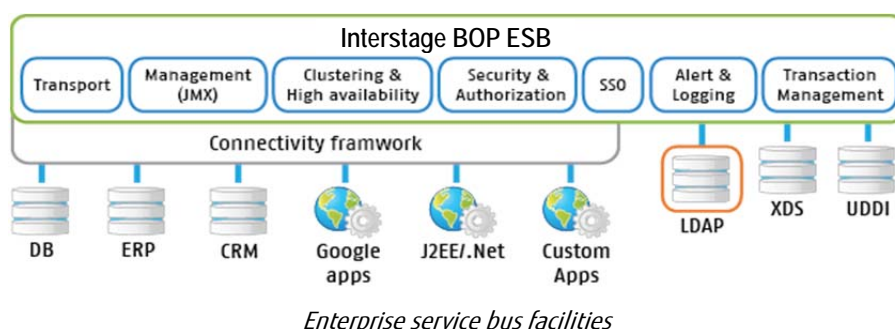 Interstage BOP ESB
Transport
Management
(JMX)
Clustering &
High availability
Security &
Authorization
SSO
Alert &
Logging
Transaction
Management
Connectivity framwork
DB
ERP
CRM
Google
apps
J2EE/.Net
Custom
Apps
LDAP
XDS
UDDI
Enterprise service bus facilities